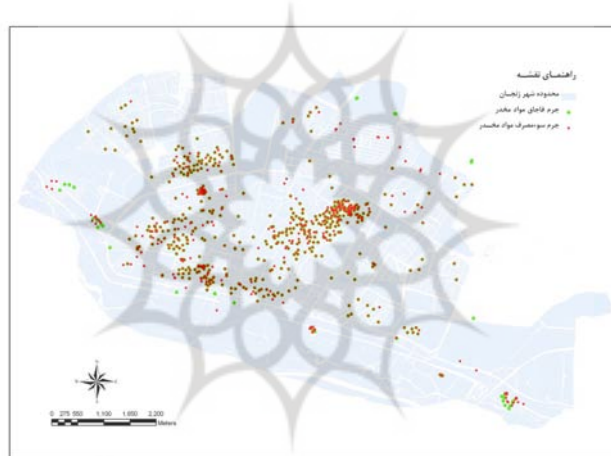 راهنمای نقشه
محدوده شهر زنجان
جرم قاچاق مواد مخدر
جرم سوءمصرف مواد مخدر
0 275 550 1,100 1,650 2,200
Meters